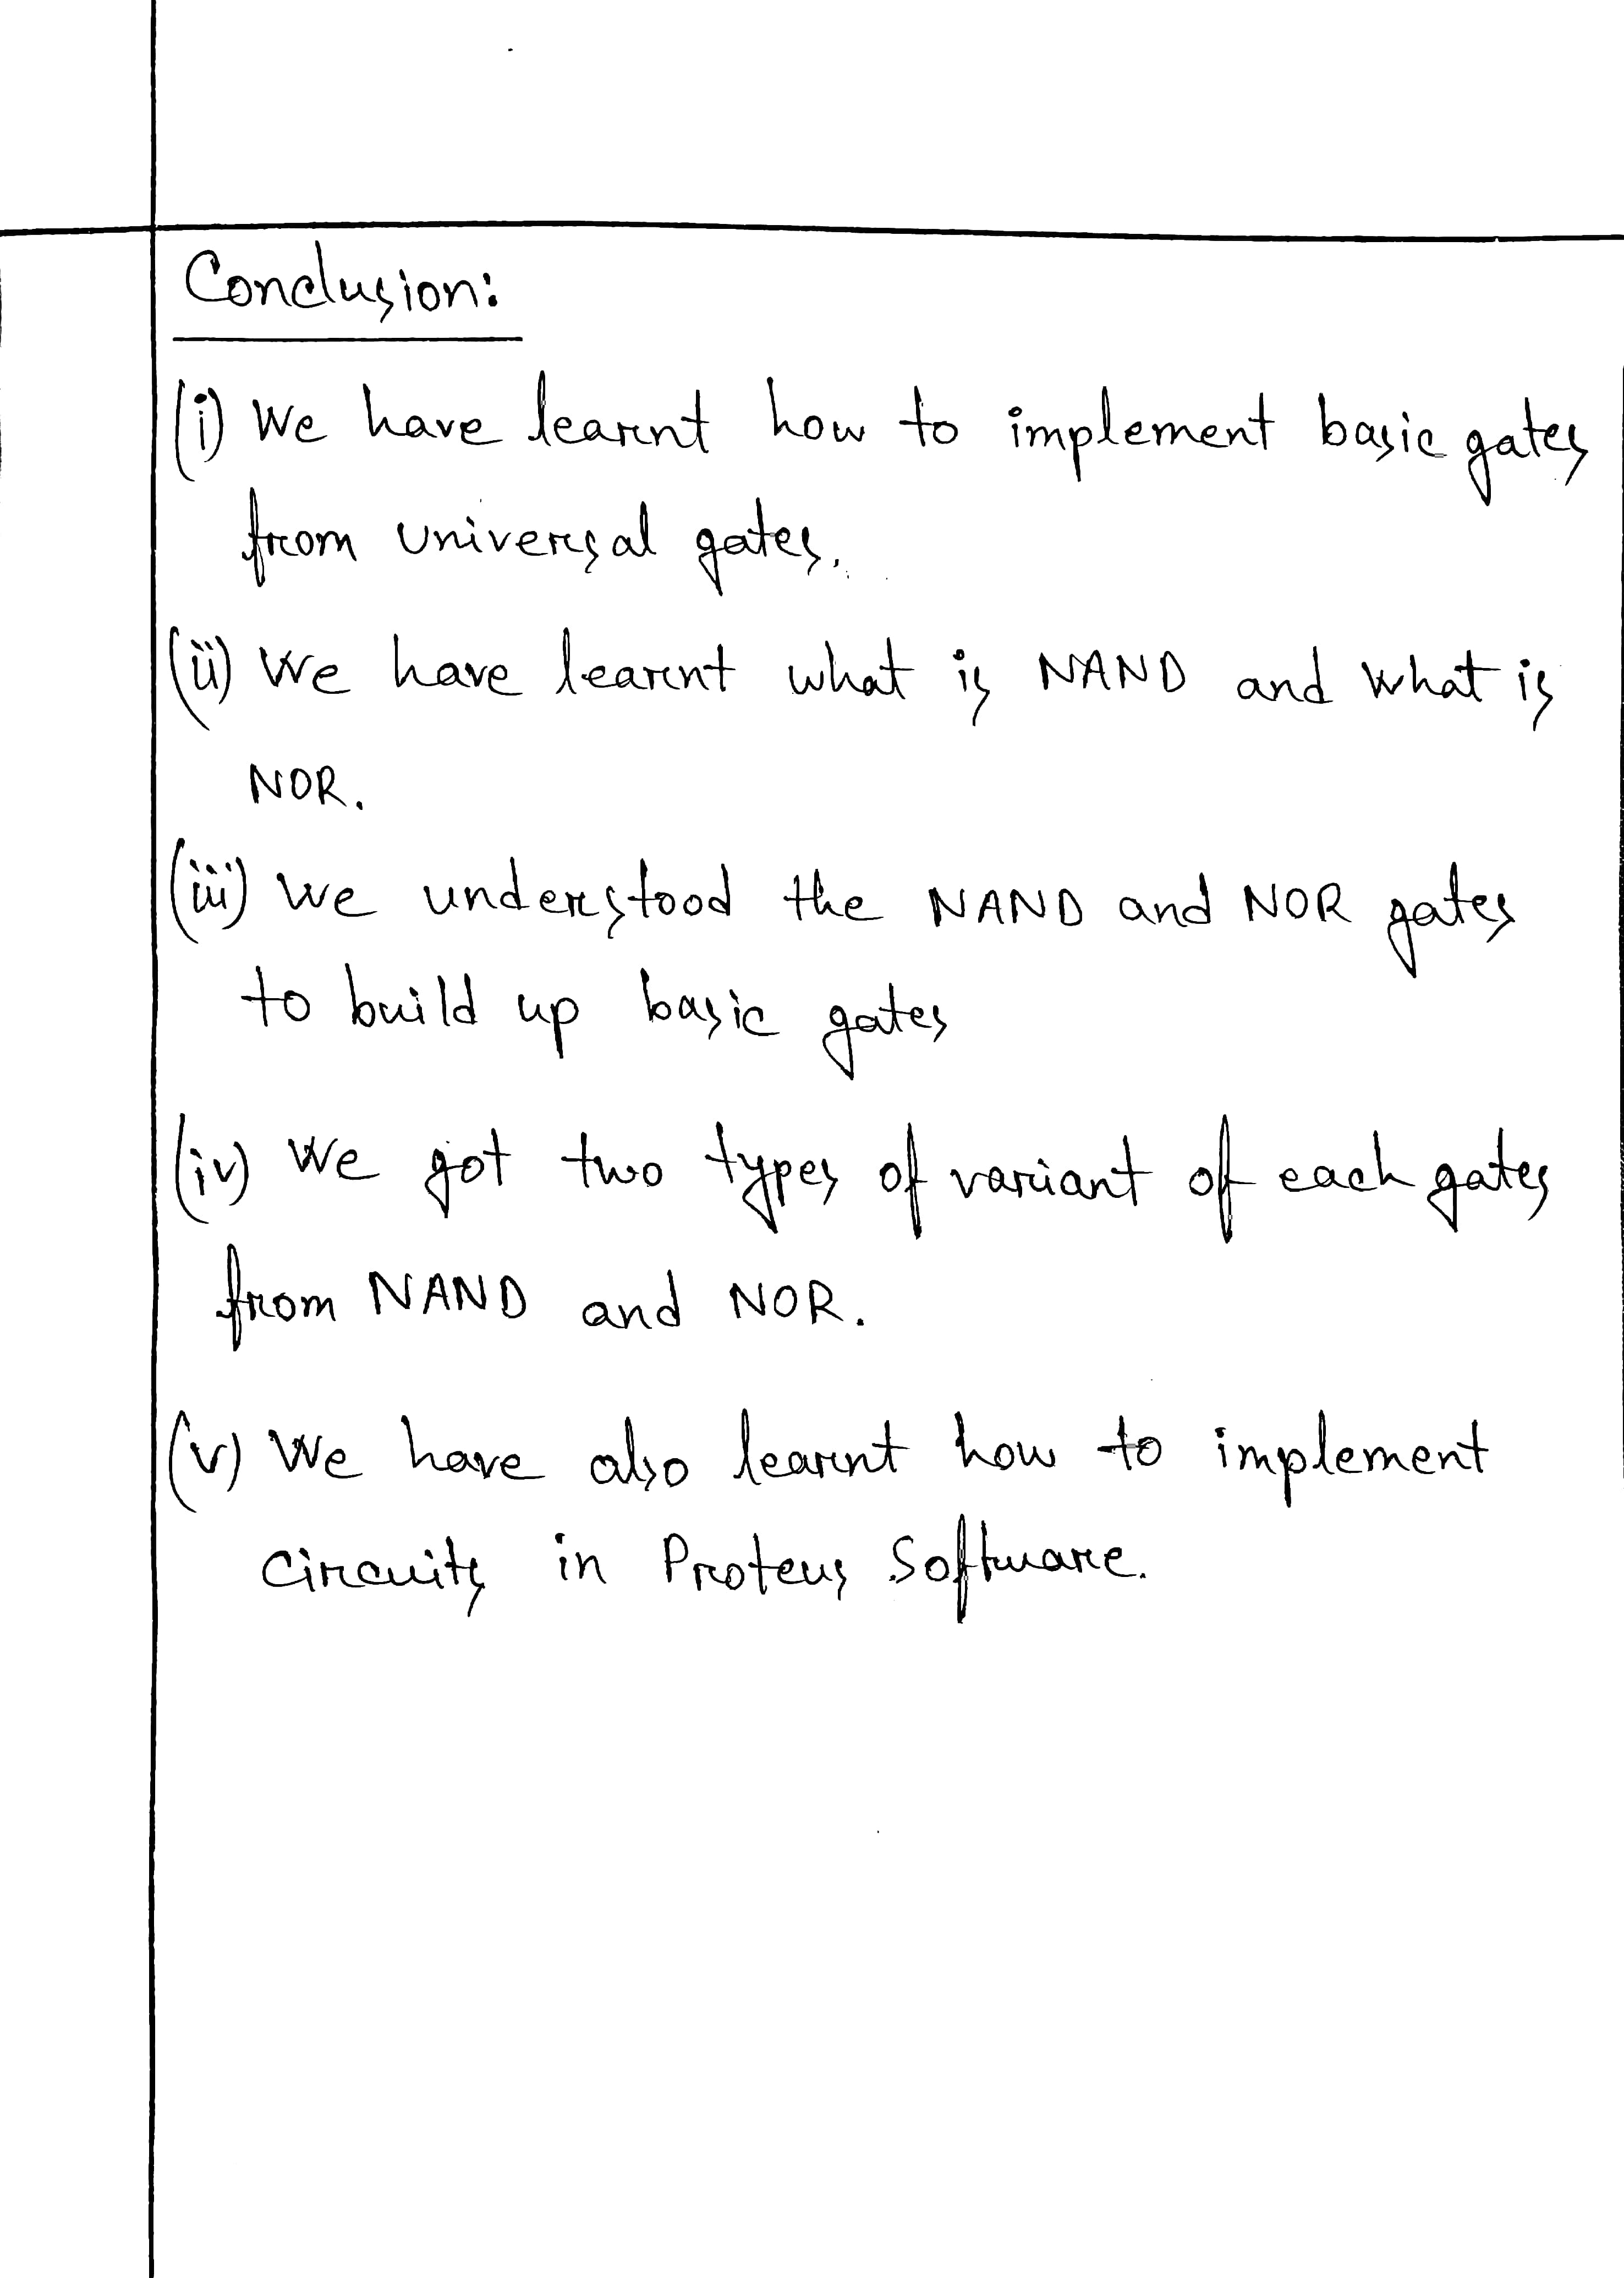 Conclusion:
(i) We have learnt how to implement basic gates
from universal gates.
(ii) We have learnt what is NAND and what is
NOR.
(iii) We understood the NAND and NOR gates
to build up basic gates
(iv) We got two types of variant of each gates
from NAND and NOR.
(v) We have also learnt how to implement
circuits in Proteus Software.